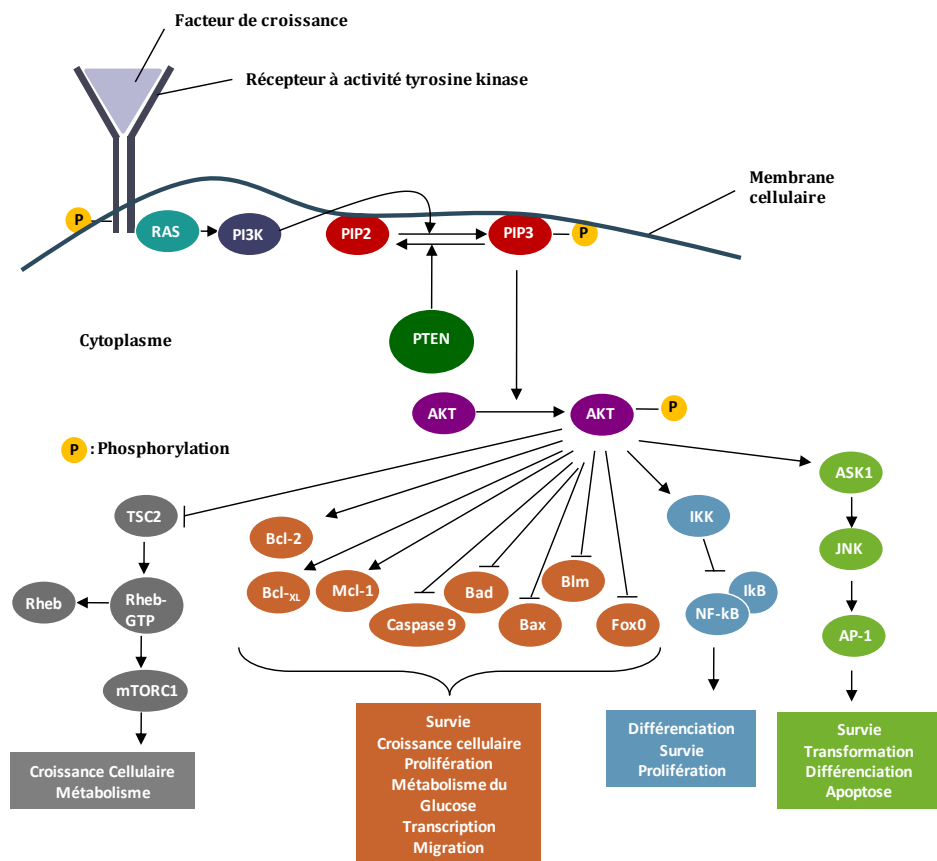 Facteur de croissance
Récepteur à activité tyrosine kinase
Membrane
cellulaire
P
RAS
PI3K
PIP2
PIP3
P
PTEN
Cytoplasme
AKT
AKT
P
P : Phosphorylation
ASK1
TSC2
IKK
Bcl-2
JNK
Bcl-XL
Mcl-1
Bad
Blm
IkB
Rheb
Rheb-
GTP
NF-kB
Caspase 9
Bax
Fox0
AP-1
mTORC1
Croissance Cellulaire
Métabolisme
Survie
Croissance cellulaire
Prolifération
Métabolisme du
Glucose
Transcription
Migration
Différenciation
Survie
Prolifération
Survie
Transformation
Différenciation
Apoptose